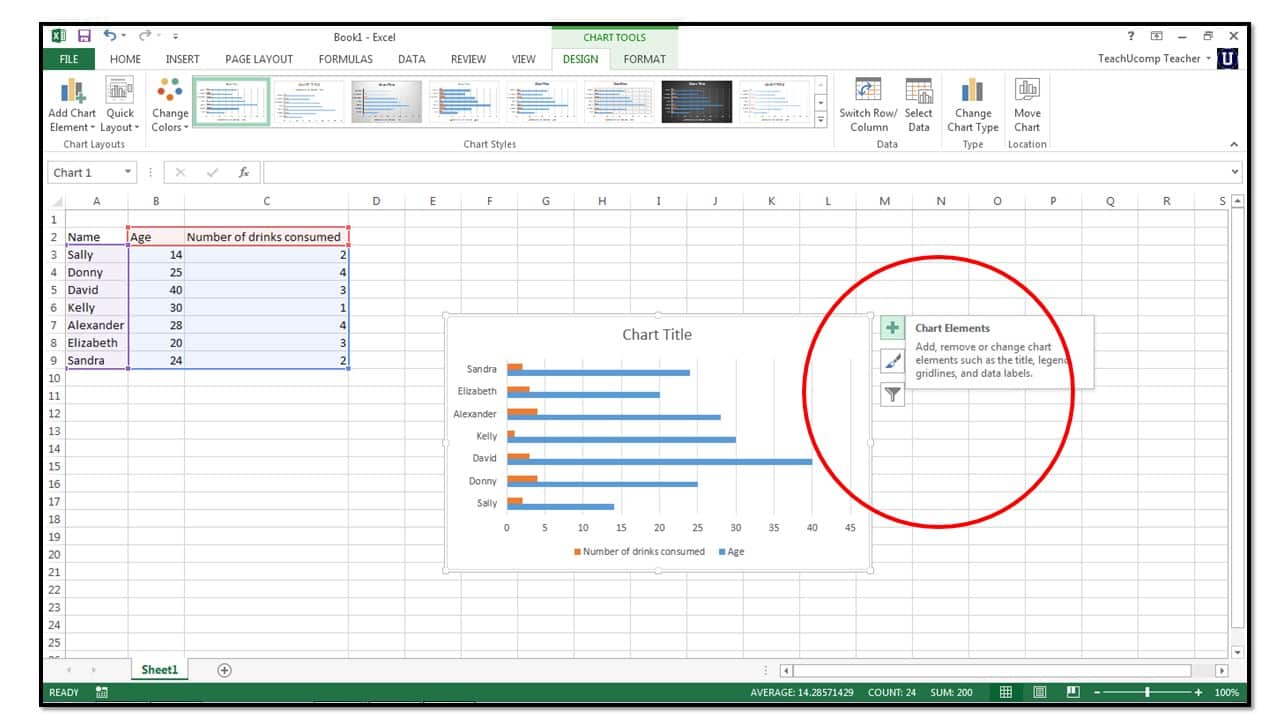 Book1 - Excel
CHART TOOLS
?
FILE HOME INSERT PAGE LAYOUT FORMULAS DATA REVIEW VIEW DESIGN FORMAT
TeachUcomp Teacher
U
Add Chart Element
Quick Layout
Change Colors
Switch Row/ Column
Select Data
Change Chart Type
Move Chart
Chart Layouts
Chart Styles
Data
Type
Location
Chart 1
fx
A B C D E F G H I J K L M N O P Q R S
1
2 Name Age Number of drinks consumed
3 Sally 14 2
4 Donny 25 4
5 David 40 3
6 Kelly 30 1
7 Alexander 28 4
8 Elizabeth 20 3
9 Sandra 24 2
10
11
12
13
14
15
16
17
18
19
20
21
22
23
24
25
Chart Title
Sandra
Elizabeth
Alexander
Kelly
David
Donny
Sally
0 5 10 15 20 25 30 35 40 45
Number of drinks consumed Age
Chart Elements
Add, remove or change chart
elements such as the title, legend,
gridlines, and data labels.
Sheet1
READY
AVERAGE: 14.28571429 COUNT: 24 SUM: 200
100%